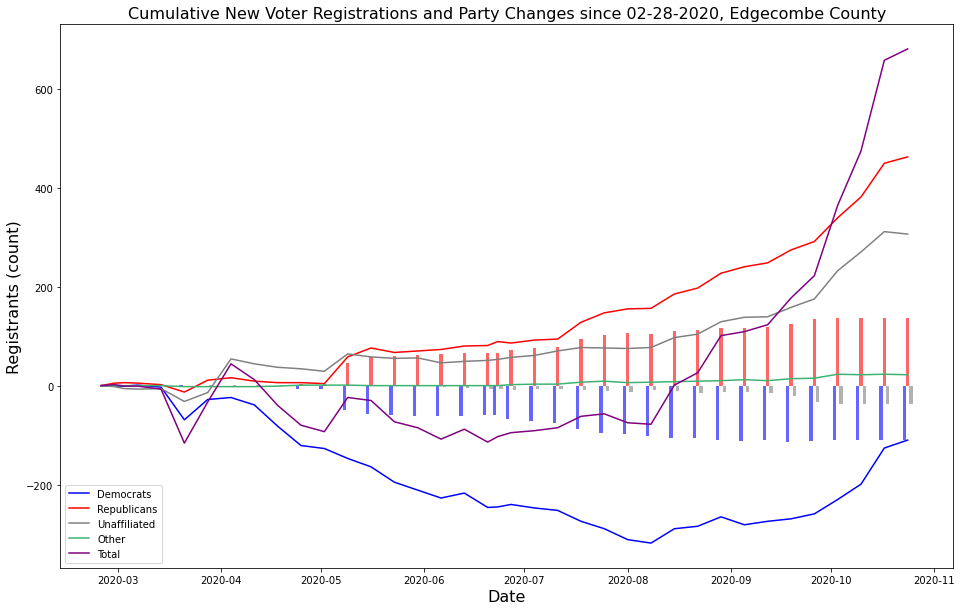 Cumulative New Voter Registrations and Party Changes since 02-28-2020, Edgecombe County
Registrants (count)
600
400
200
0
−200
Democrats
Republicans
Unaffiliated
Other
Total
2020-03 2020-04 2020-05 2020-06 2020-07 2020-08 2020-09 2020-10 2020-11
Date